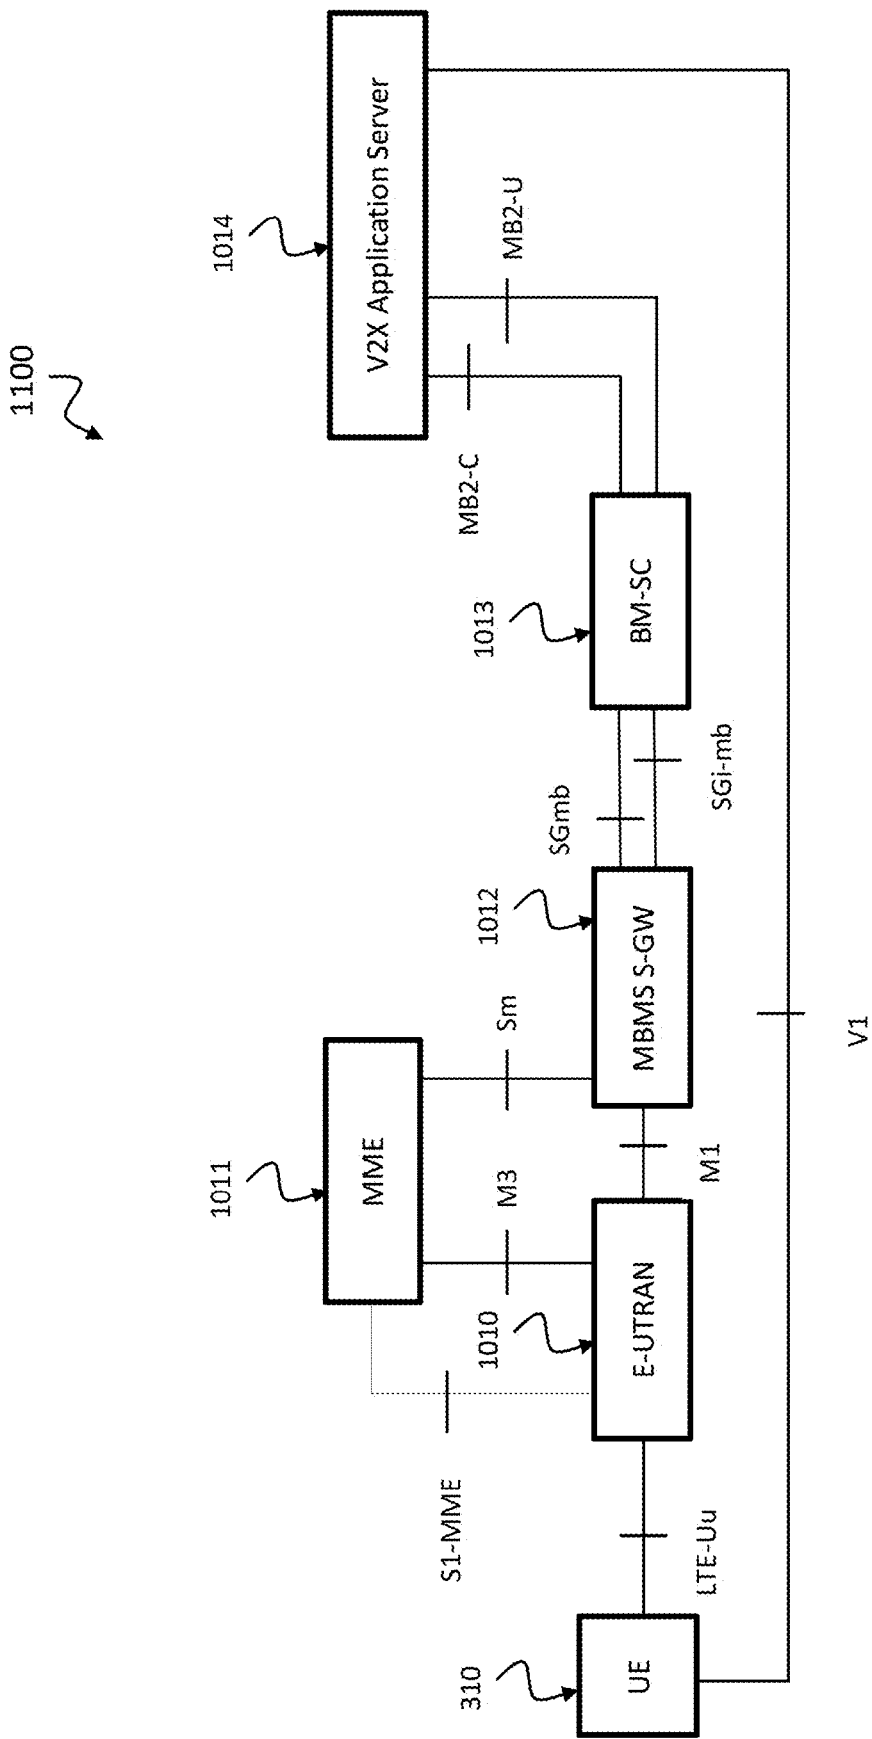 1100
1014
V2X Application Server
1011
MME
MB2-C
MB2-U
S1-MME
M3
Sm
1010
1012
1013
310
UE
E-UTRAN
MBMS S-GW
BM-SC
SGmb
SGi-mb
LTE-Uu
M1
V1